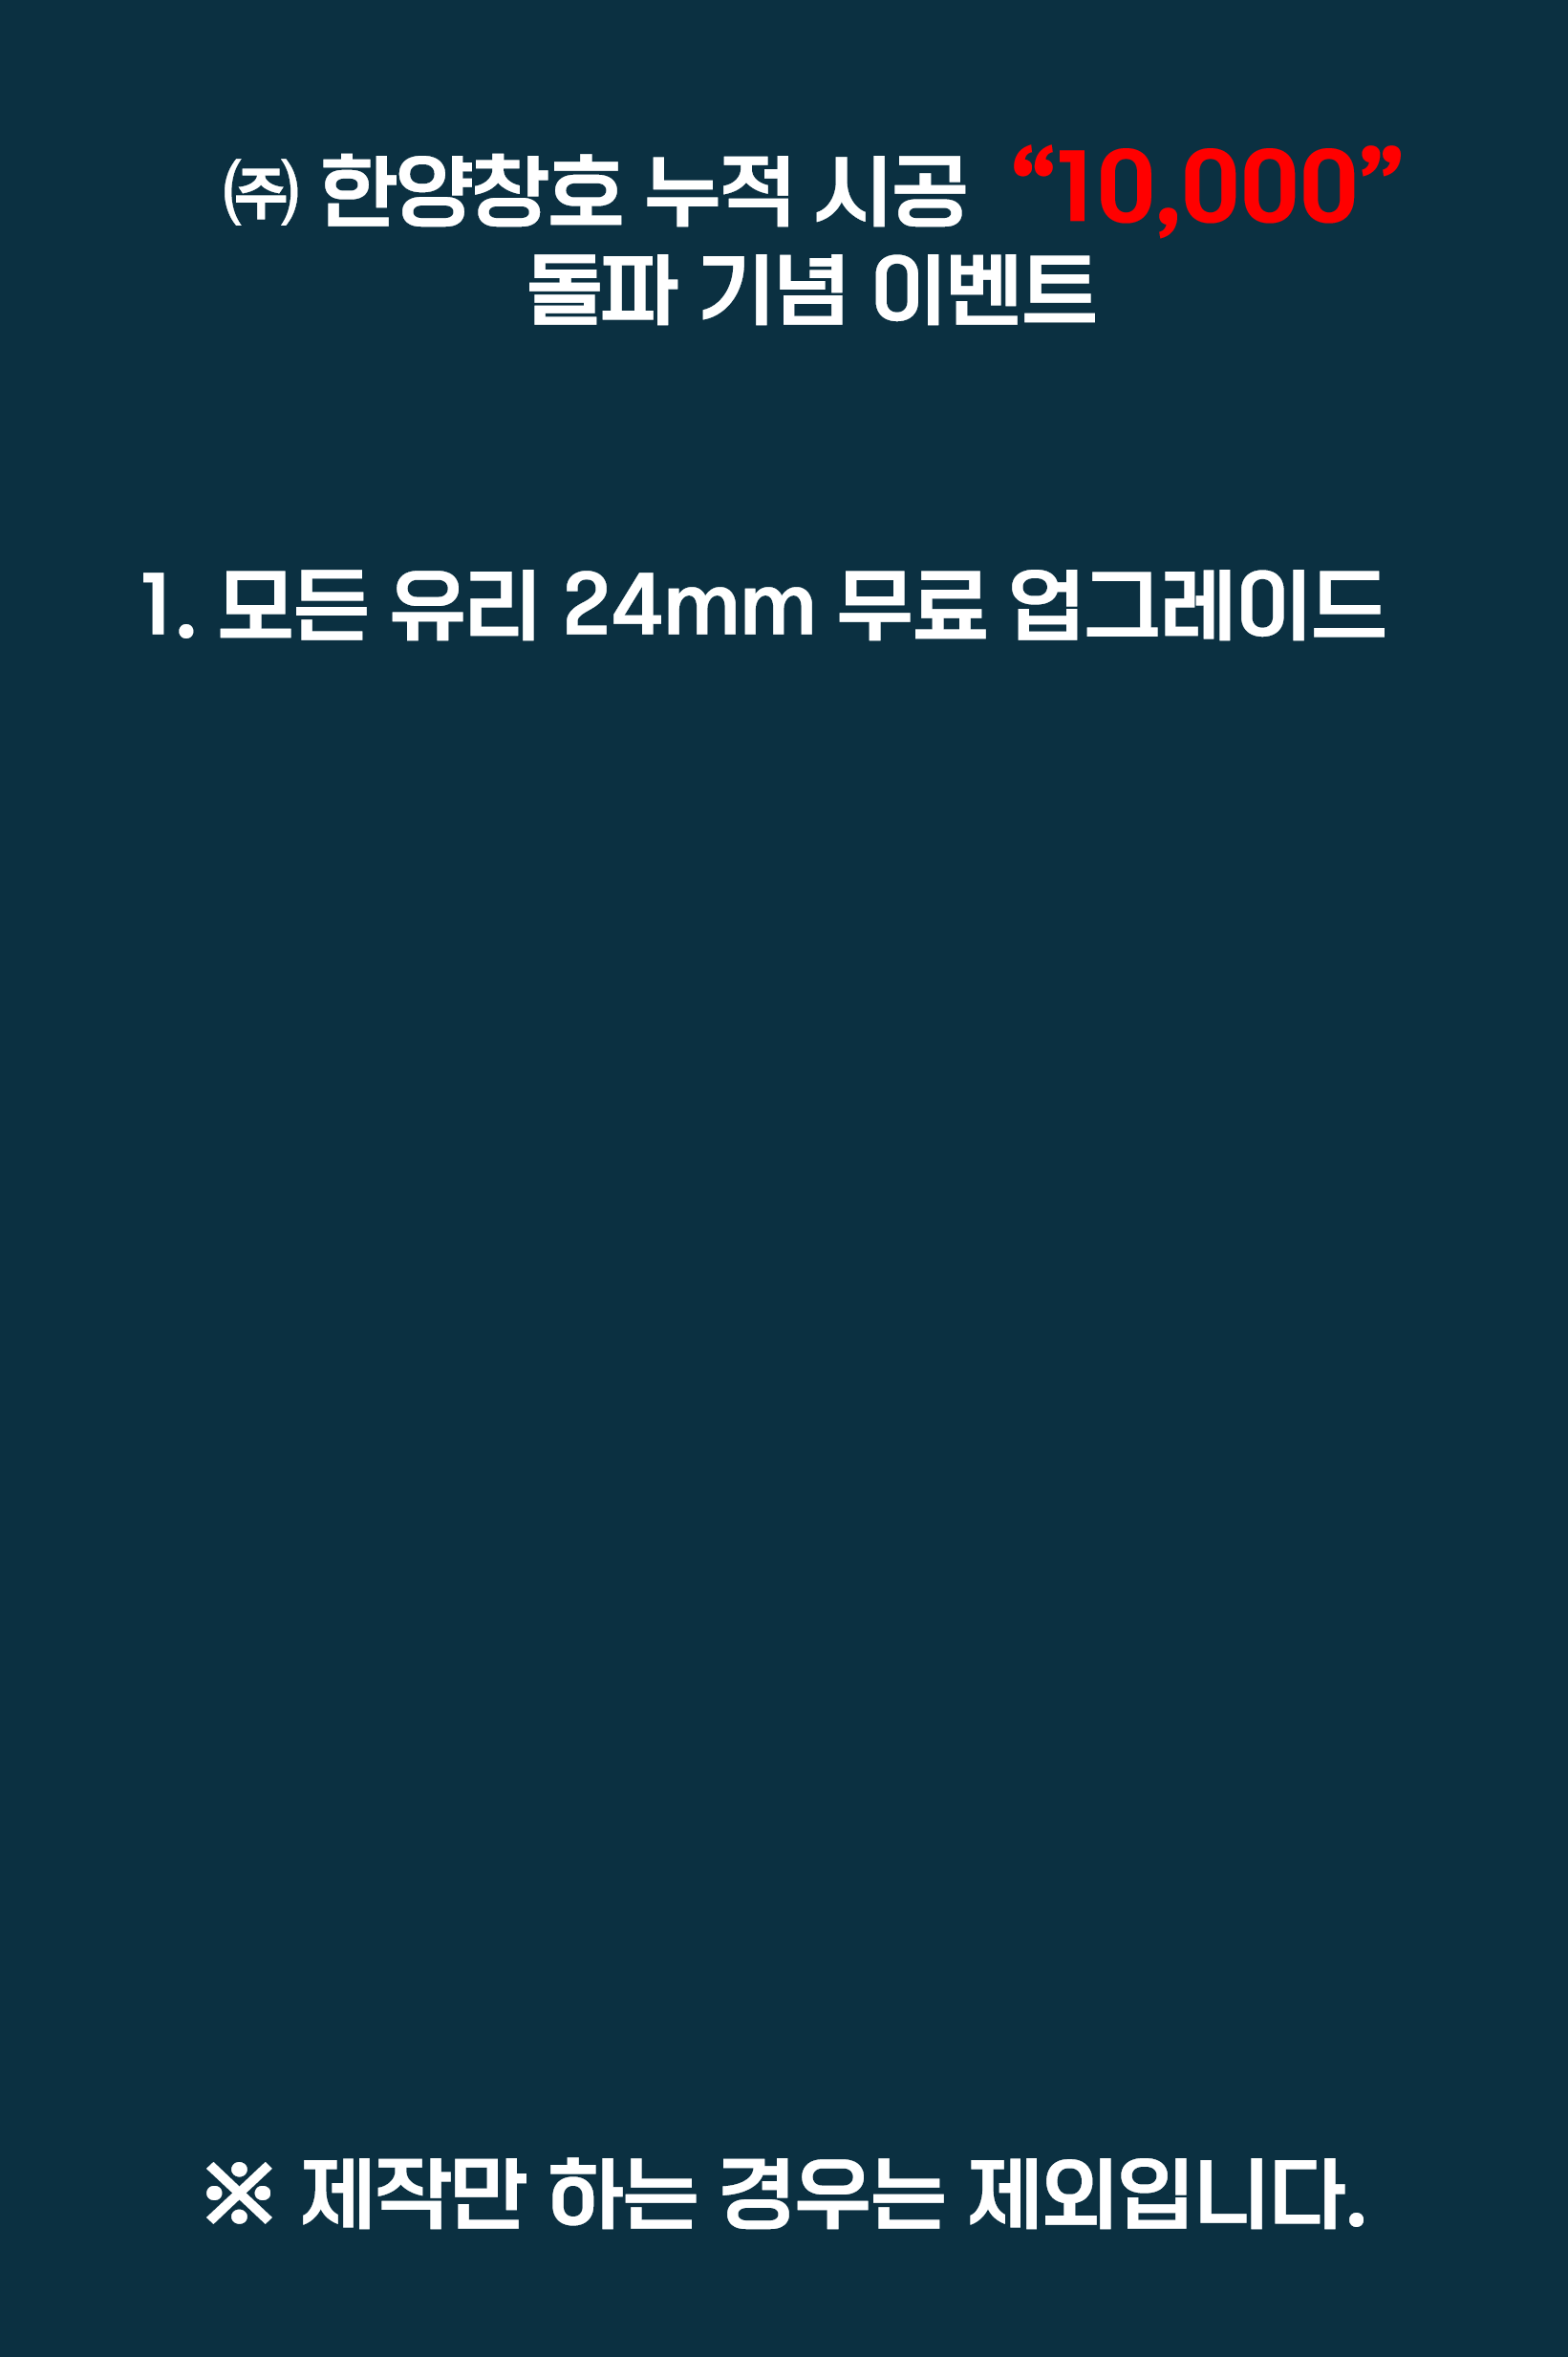 ㈜ 한양창호 누적 시공 “10,000”
돌파 기념 이벤트
1. 모든 유리 24mm 무료 업그레이드
※ 제작만 하는 경우는 제외입니다.